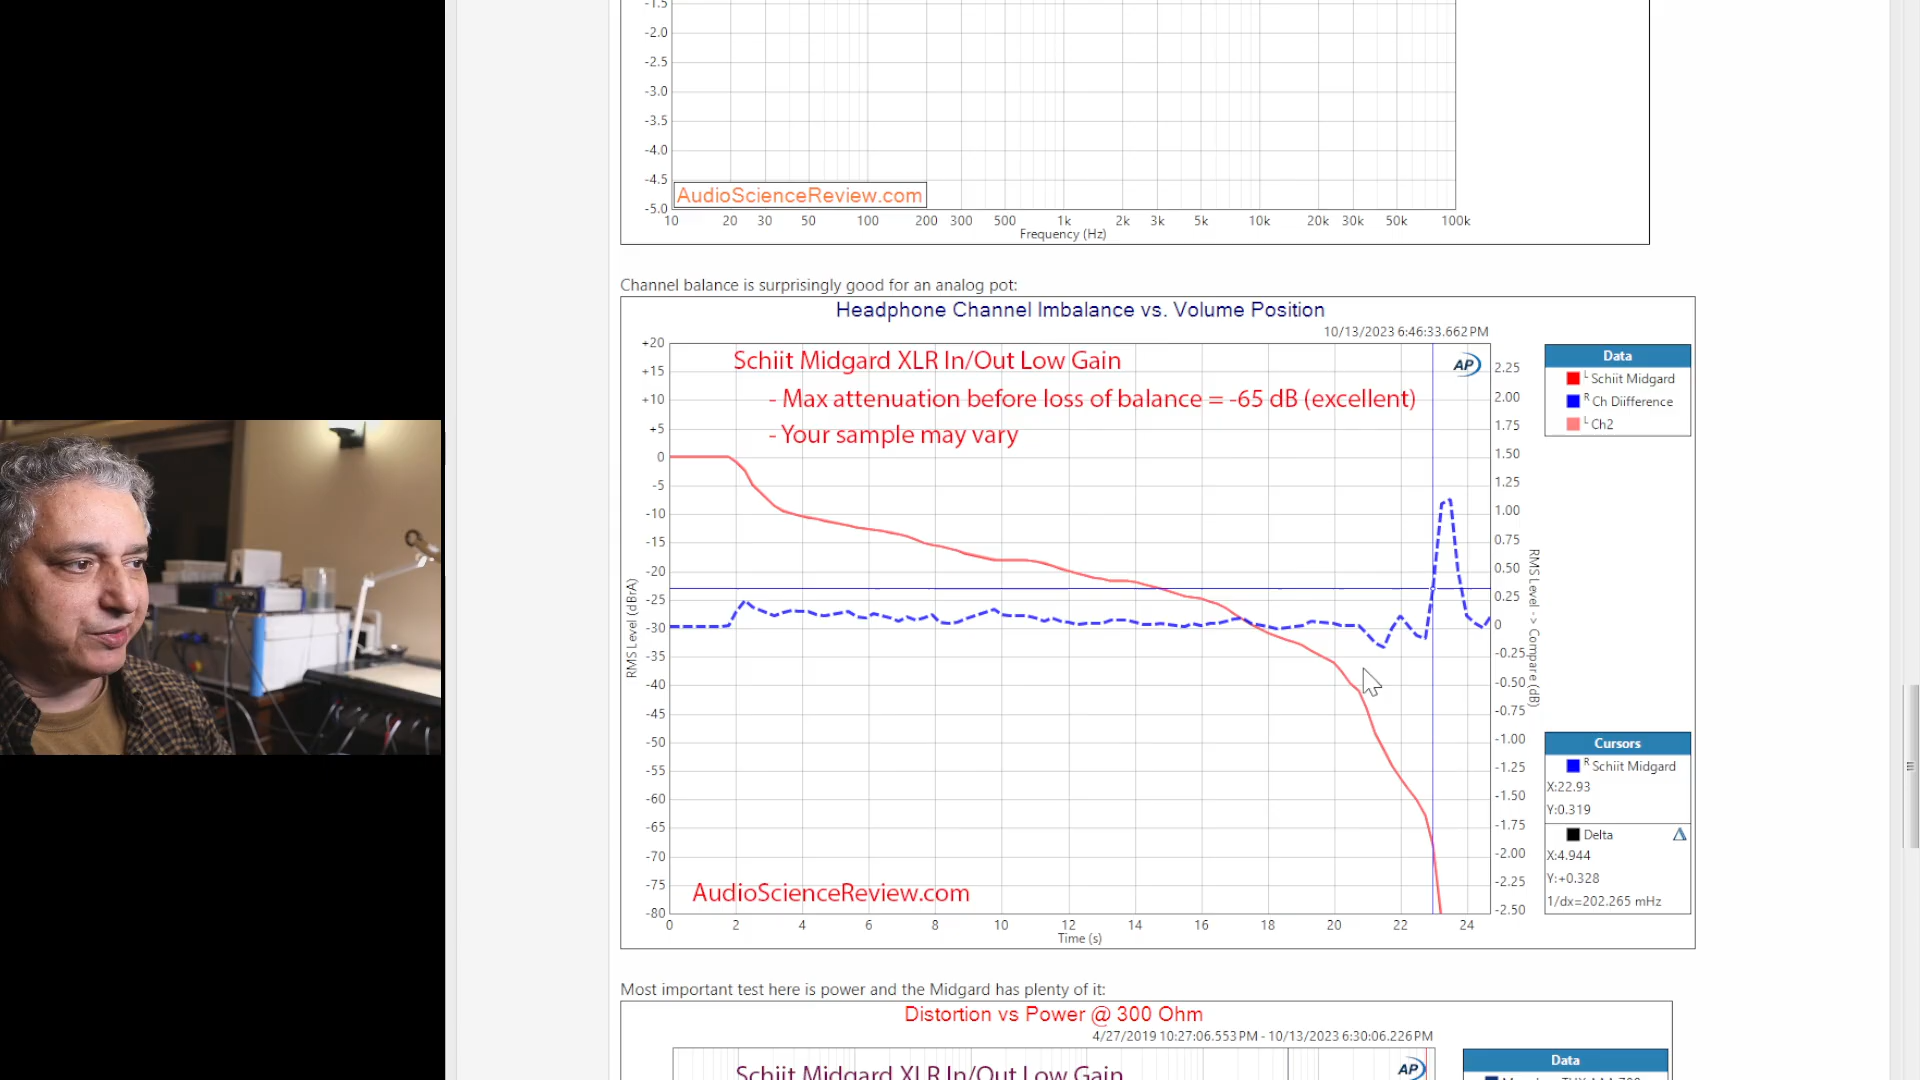 -1.5
-2.0
-2.5
-3.0
-3.5
-4.0
-4.5
-5.0
AudioScienceReview.com
10 20 30 50 100 200 300 500 1k 2k 3k 5k 10k 20k 30k 50k 100k
Frequency (Hz)
Channel balance is surprisingly good for an analog pot:
Headphone Channel Imbalance vs. Volume Position
10/13/2023 6:46:33.662 PM
Schiit Midgard XLR In/Out Low Gain
- Max attenuation before loss of balance = -65 dB (excellent)
- Your sample may vary
AP
+20
+15
+10
+5
0
-5
-10
-15
-20
-25
-30
-35
-40
-45
-50
-55
-60
-65
-70
-75
-80
RMS Level (dBrA)
2.25
2.00
1.75
1.50
1.25
1.00
0.75
0.50
0.25
0
-0.25
-0.50
-0.75
-1.00
-1.25
-1.50
-1.75
-2.00
-2.25
-2.50
RMS Level -> Compare (dB)
AudioScienceReview.com
0 2 4 6 8 10 12 14 16 18 20 22 24
Time (s)
Data
L Schiit Midgard
R Ch Difference
L Ch2
Cursors
R Schiit Midgard
X:22.93
Y:0.319
Delta
X:4.944
Y:+0.328
1/dx=202.265 mHz
Most important test here is power and the Midgard has plenty of it:
Distortion vs Power @ 300 Ohm
4/27/2019 10:27:06.553 PM - 10/13/2023 6:30:06.226 PM
Schiit Midgard XLR In/Out Low Gain
AP
Data